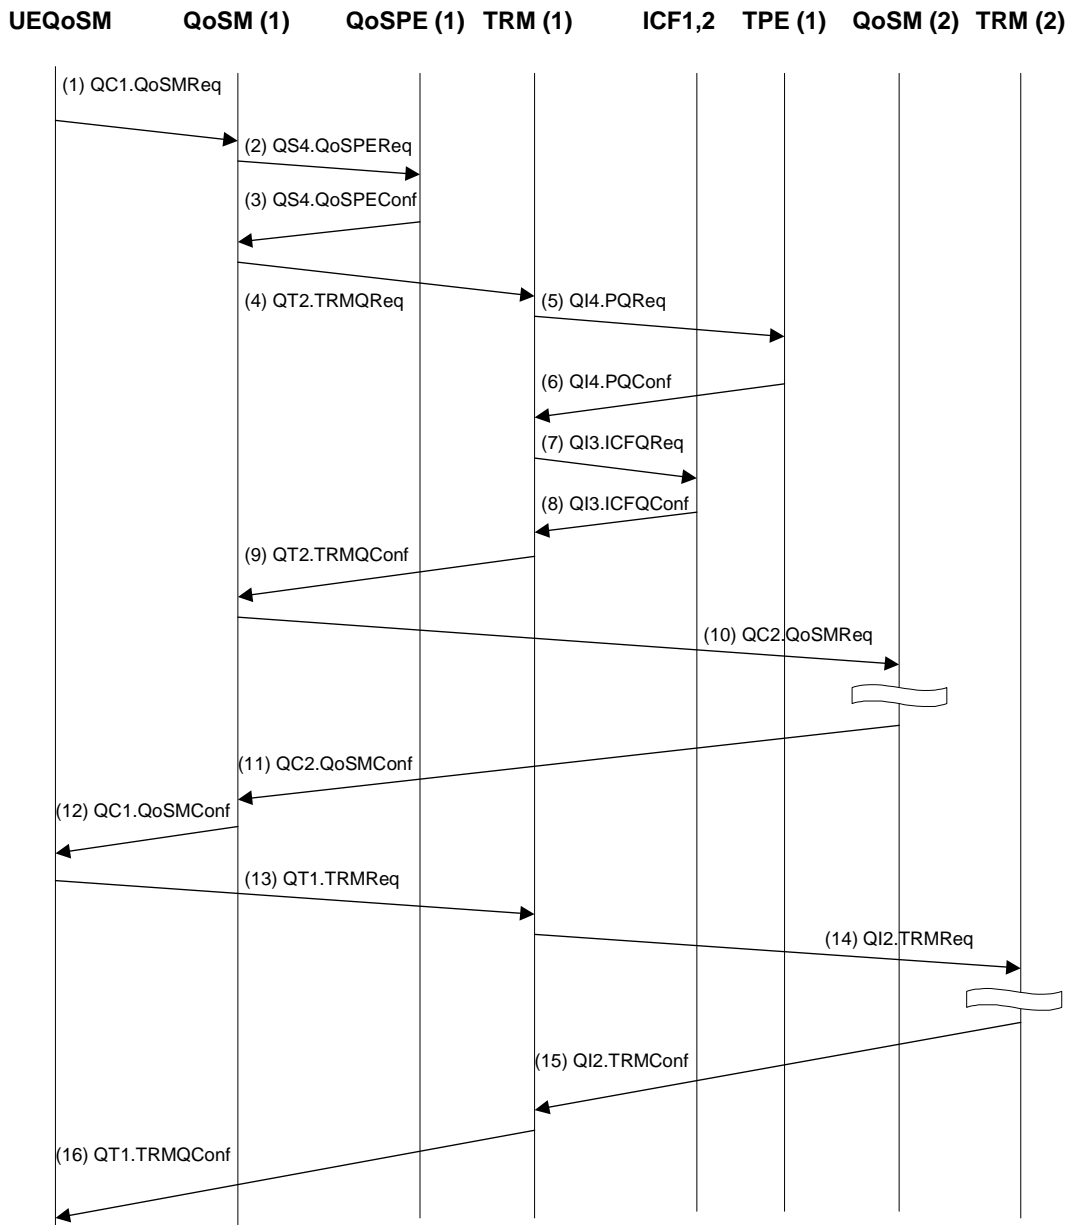 UEQoSM QoSM (1) QoSPE (1) TRM (1) ICF1,2 TPE (1) QoSM (2) TRM (2)
(1) QC1.QoSMReq
(2) QS4.QoSPEReq
(3) QS4.QoSPEConf
(4) QT2.TRMQReq
(5) QI4.PQReq
(6) QI4.PQConf
(7) QI3.ICFQReq
(8) QI3.ICFQConf
(9) QT2.TRMQConf
(10) QC2.QoSMReq
(11) QC2.QoSMConf
(12) QC1.QoSMConf
(13) QT1.TRMReq
(14) QI2.TRMReq
(15) QI2.TRMConf
(16) QT1.TRMQConf